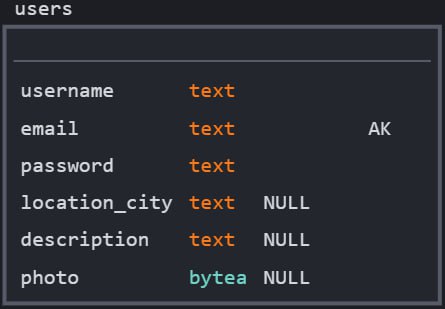 users
username text
email text AK
password text
location_city text NULL
description text NULL
photo bytea NULL